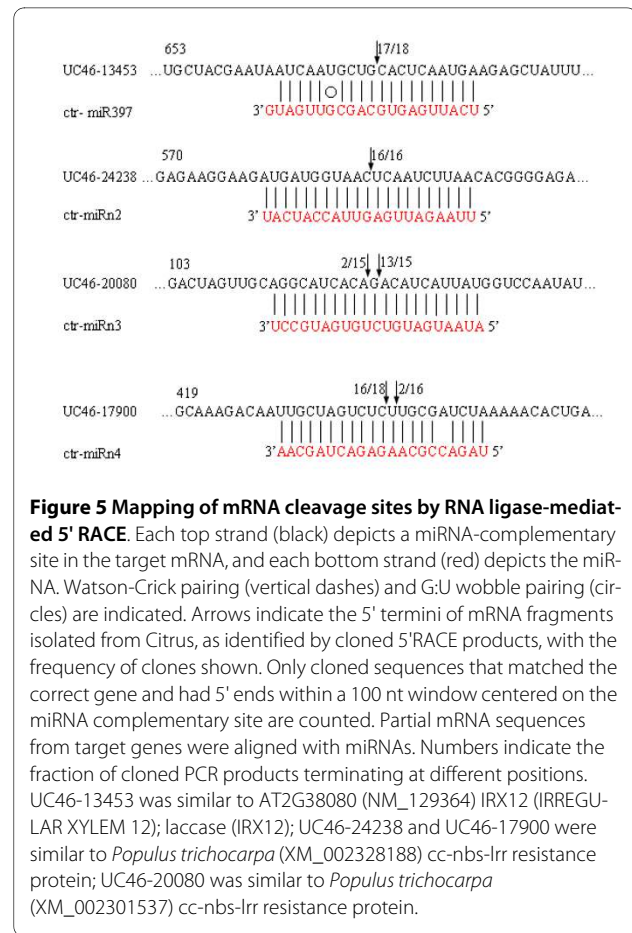 653 17/18
UC46-13453 ...UGCUACGAAUAAUCAAUGCUGCACUCAAUGAAGAGCUAUUU...
ctr- miR397 3'GUAGUUGCGACGUGAGUUACU 5'
570 16/16
UC46-24238 ...GAGAAGGAAGAUGAUGGUAACUCAAUCUUAACACGGGGAGA...
ctr-miRn2 3' UACUACCAUUGAGUUAGAAUU 5'
103 2/15 13/15
UC46-20080 ...GACUAGUUGCAGGCAUCACAGACAUCAUUAUGGUCCAAUAU...
ctr-miRn3 3'UCCGUAGUGUCUGUAGUAAUA 5'
419 16/18 2/16
UC46-17900 ...GCAAAGACAAUUGCUAGUCUCUUGCGAUCUAAAAACACUGA...
ctr-miRn4 3'AACGAUCAGAGAACGCCAGAU 5'
Figure 5 Mapping of mRNA cleavage sites by RNA ligase-mediat-
ed 5' RACE. Each top strand (black) depicts a miRNA-complementary
site in the target mRNA, and each bottom strand (red) depicts the miR-
NA. Watson-Crick pairing (vertical dashes) and G:U wobble pairing (cir-
cles) are indicated. Arrows indicate the 5' termini of mRNA fragments
isolated from Citrus, as identified by cloned 5'RACE products, with the
frequency of clones shown. Only cloned sequences that matched the
correct gene and had 5' ends within a 100 nt window centered on the
miRNA complementary site are counted. Partial mRNA sequences
from target genes were aligned with miRNAs. Numbers indicate the
fraction of cloned PCR products terminating at different positions.
UC46-13453 was similar to AT2G38080 (NM_129364) IRX12 (IRREGU-
LAR XYLEM 12); laccase (IRX12); UC46-24238 and UC46-17900 were
similar to Populus trichocarpa (XM_002328188) cc-nbs-lrr resistance
protein; UC46-20080 was similar to Populus trichocarpa
(XM_002301537) cc-nbs-lrr resistance protein.